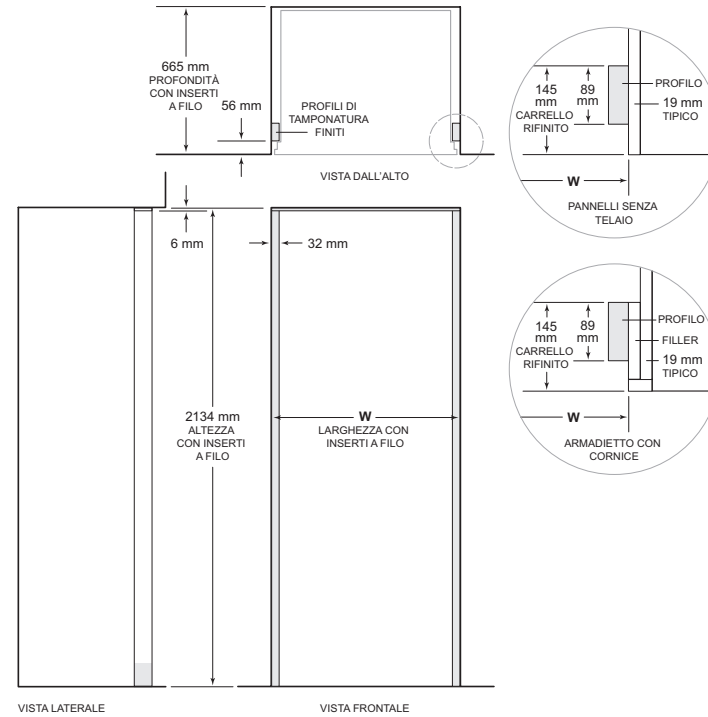 665 mm
PROFONDITÀ
CON INSERTI
A FILO
56 mm
PROFILI DI
TAMPONATURA
FINITI
VISTA DALL'ALTO
145
mm
CARRELLO
RIFINITO
89
mm
PROFILO
19 mm
TIPICO
W
PANNELLI SENZA
TELAIO
6 mm
32 mm
2134 mm
ALTEZZA
CON INSERTI
A FILO
W
LARGHEZZA CON
INSERTI A FILO
145
mm
CARRELLO
RIFINITO
89
mm
PROFILO
FILLER
19 mm
TIPICO
W
ARMADIETTO CON
CORNICE
VISTA LATERALE
VISTA FRONTALE